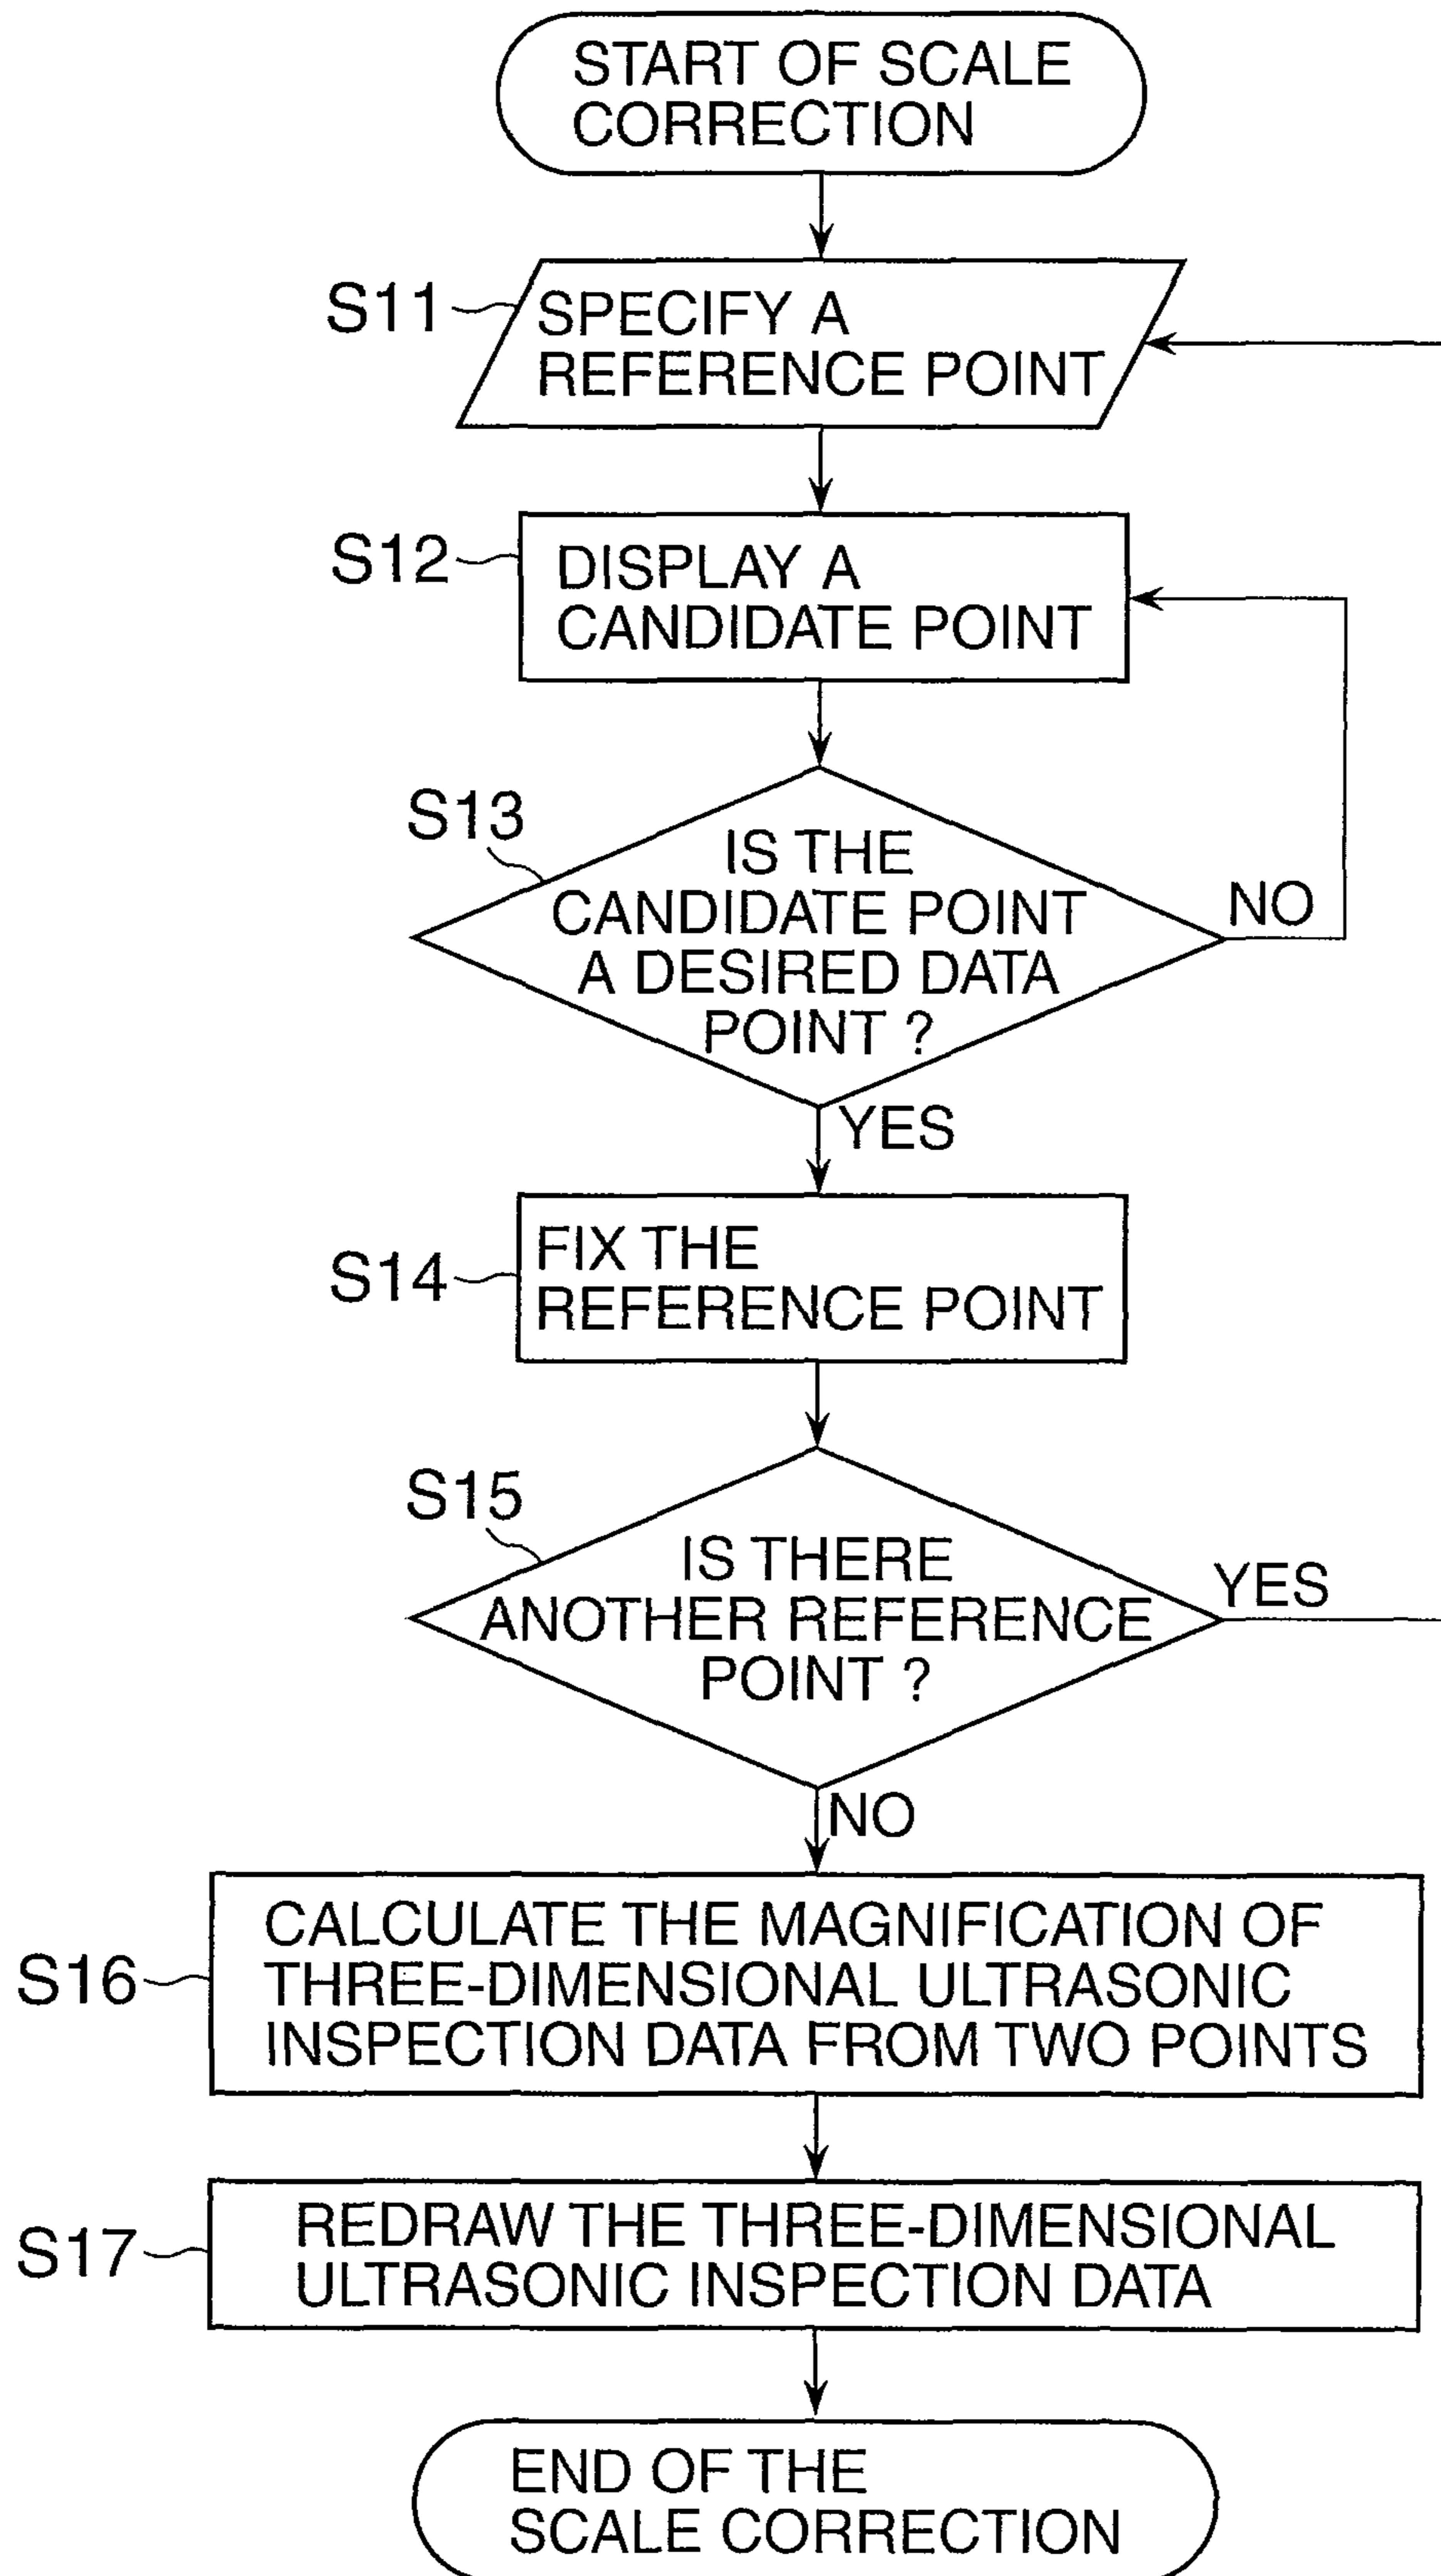 START OF SCALE
CORRECTION
S11
SPECIFY A
REFERENCE POINT
S12
DISPLAY A
CANDIDATE POINT
S13
IS THE
CANDIDATE POINT
A DESIRED DATA
POINT ?
NO
YES
S14
FIX THE
REFERENCE POINT
S15
IS THERE
ANOTHER REFERENCE
POINT ?
YES
NO
S16
CALCULATE THE MAGNIFICATION OF
THREE-DIMENSIONAL ULTRASONIC
INSPECTION DATA FROM TWO POINTS
S17
REDRAW THE THREE-DIMENSIONAL
ULTRASONIC INSPECTION DATA
END OF THE
SCALE CORRECTION